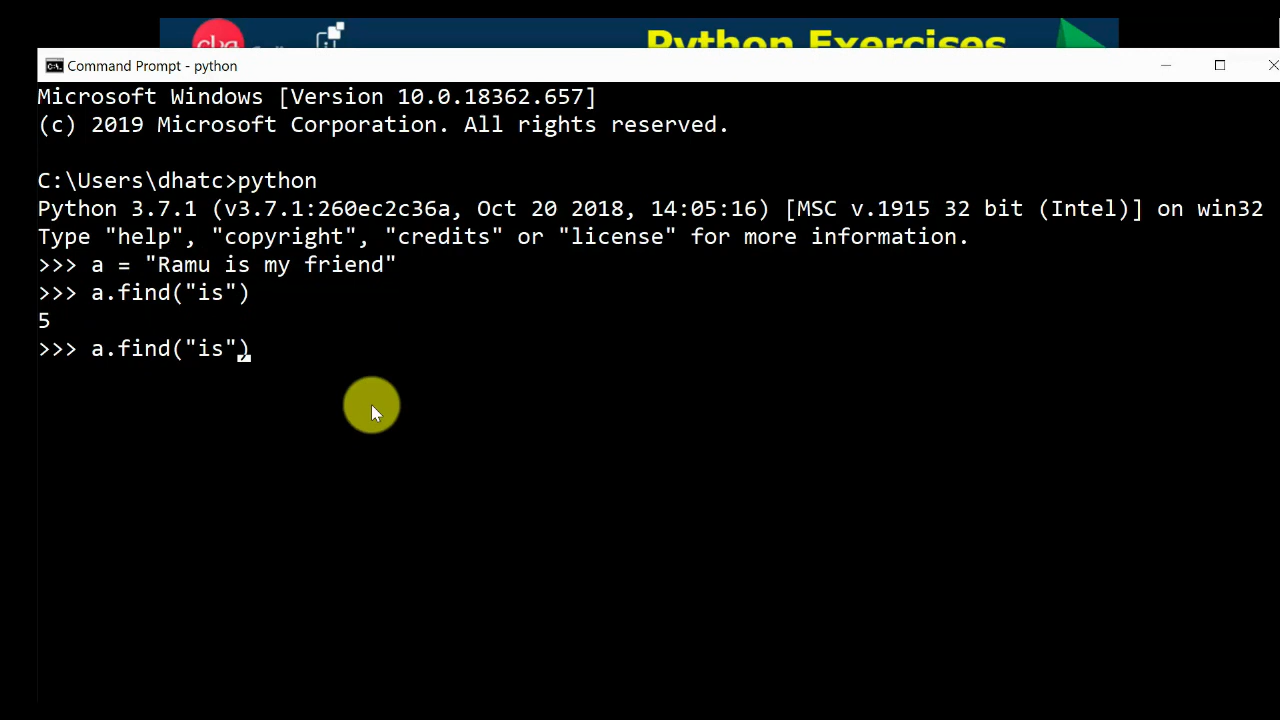 Python Exercises
Command Prompt - python
Microsoft Windows [Version 10.0.18362.657]
(c) 2019 Microsoft Corporation. All rights reserved.
C:\Users\dhatc>python
Python 3.7.1 (v3.7.1:260ec2c36a, Oct 20 2018, 14:05:16) [MSC v.1915 32 bit (Intel)] on win32
Type "help", "copyright", "credits" or "license" for more information.
>>> a = "Ramu is my friend"
>>> a.find("is")
5
>>> a.find("is")